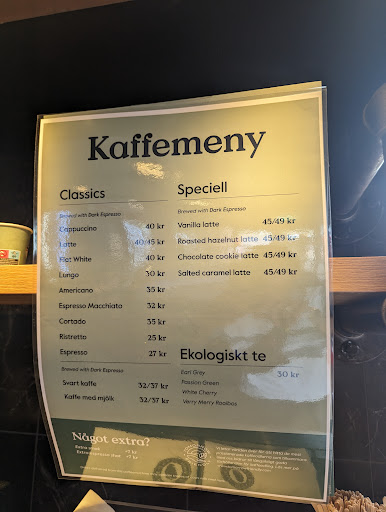 Kaffemeny
Classics
Brewed with Dark Espresso
Cappuccino 40 kr
Latte 40/45 kr
Flat White 40 kr
Lungo 30 kr
Americano 35 kr
Espresso Macchiato 32 kr
Cortado 35 kr
Ristretto 25 kr
Espresso 27 kr
Brewed with Dark Espresso
Svart kaffe 32/37 kr
Kaffe med mjölk 32/37 kr
Speciell
Brewed with Dark Espresso
Vanilla latte 45/49 kr
Roasted hazelnut latte 45/49 kr
Chocolate cookie latte 45/49 kr
Salted caramel latte 45/49 kr
Ekologiskt te
Earl Grey 30 kr
Passion Green
White Cherry
Verry Merry Rooibos
Något extra?
Extra